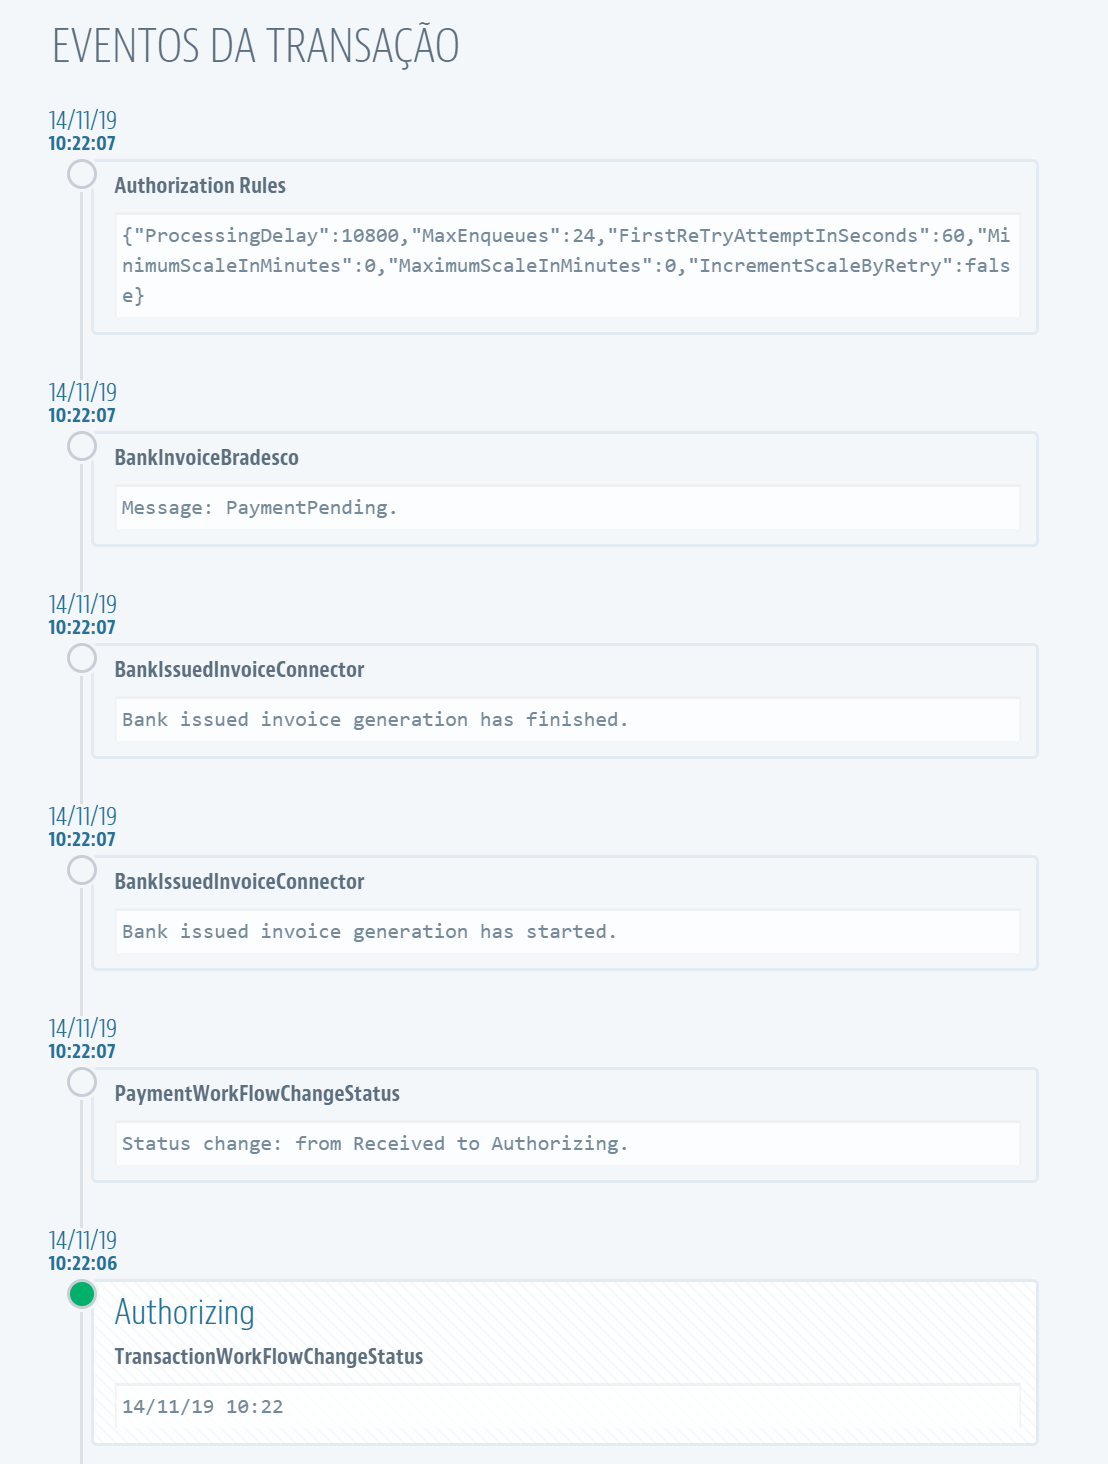 EVENTOS DA TRANSAÇÃO
14/11/19
10:22:07
Authorization Rules
{"ProcessingDelay":10800,"MaxEnqueues":24,"FirstReTryAttemptInSeconds":60,"Mi
nimumScaleInMinutes":0,"MaximumScaleInMinutes":0,"IncrementScaleByRetry":fals
e}
14/11/19
10:22:07
BankInvoiceBradesco
Message: PaymentPending.
14/11/19
10:22:07
BankIssuedInvoiceConnector
Bank issued invoice generation has finished.
14/11/19
10:22:07
BankIssuedInvoiceConnector
Bank issued invoice generation has started.
14/11/19
10:22:07
PaymentWorkFlowChangeStatus
Status change: from Received to Authorizing.
14/11/19
10:22:06
Authorizing
TransactionWorkFlowChangeStatus
14/11/19 10:22